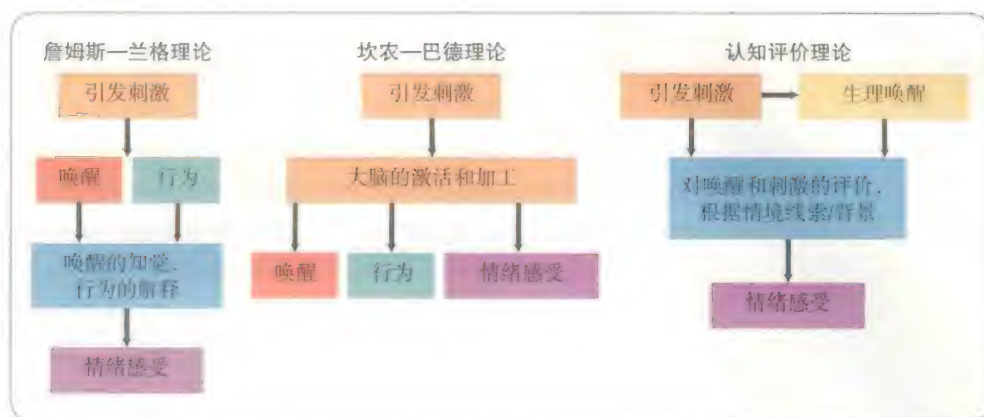 詹姆斯—兰格理论
引发刺激
唤醒
行为
唤醒的知觉、
行为的解释
情绪感受
坎农—巴德理论
引发刺激
大脑的激活和加工
唤醒
行为
情绪感受
认知评价理论
引发刺激
生理唤醒
对唤醒和刺激的评价，
根据情境线索/背景
情绪感受